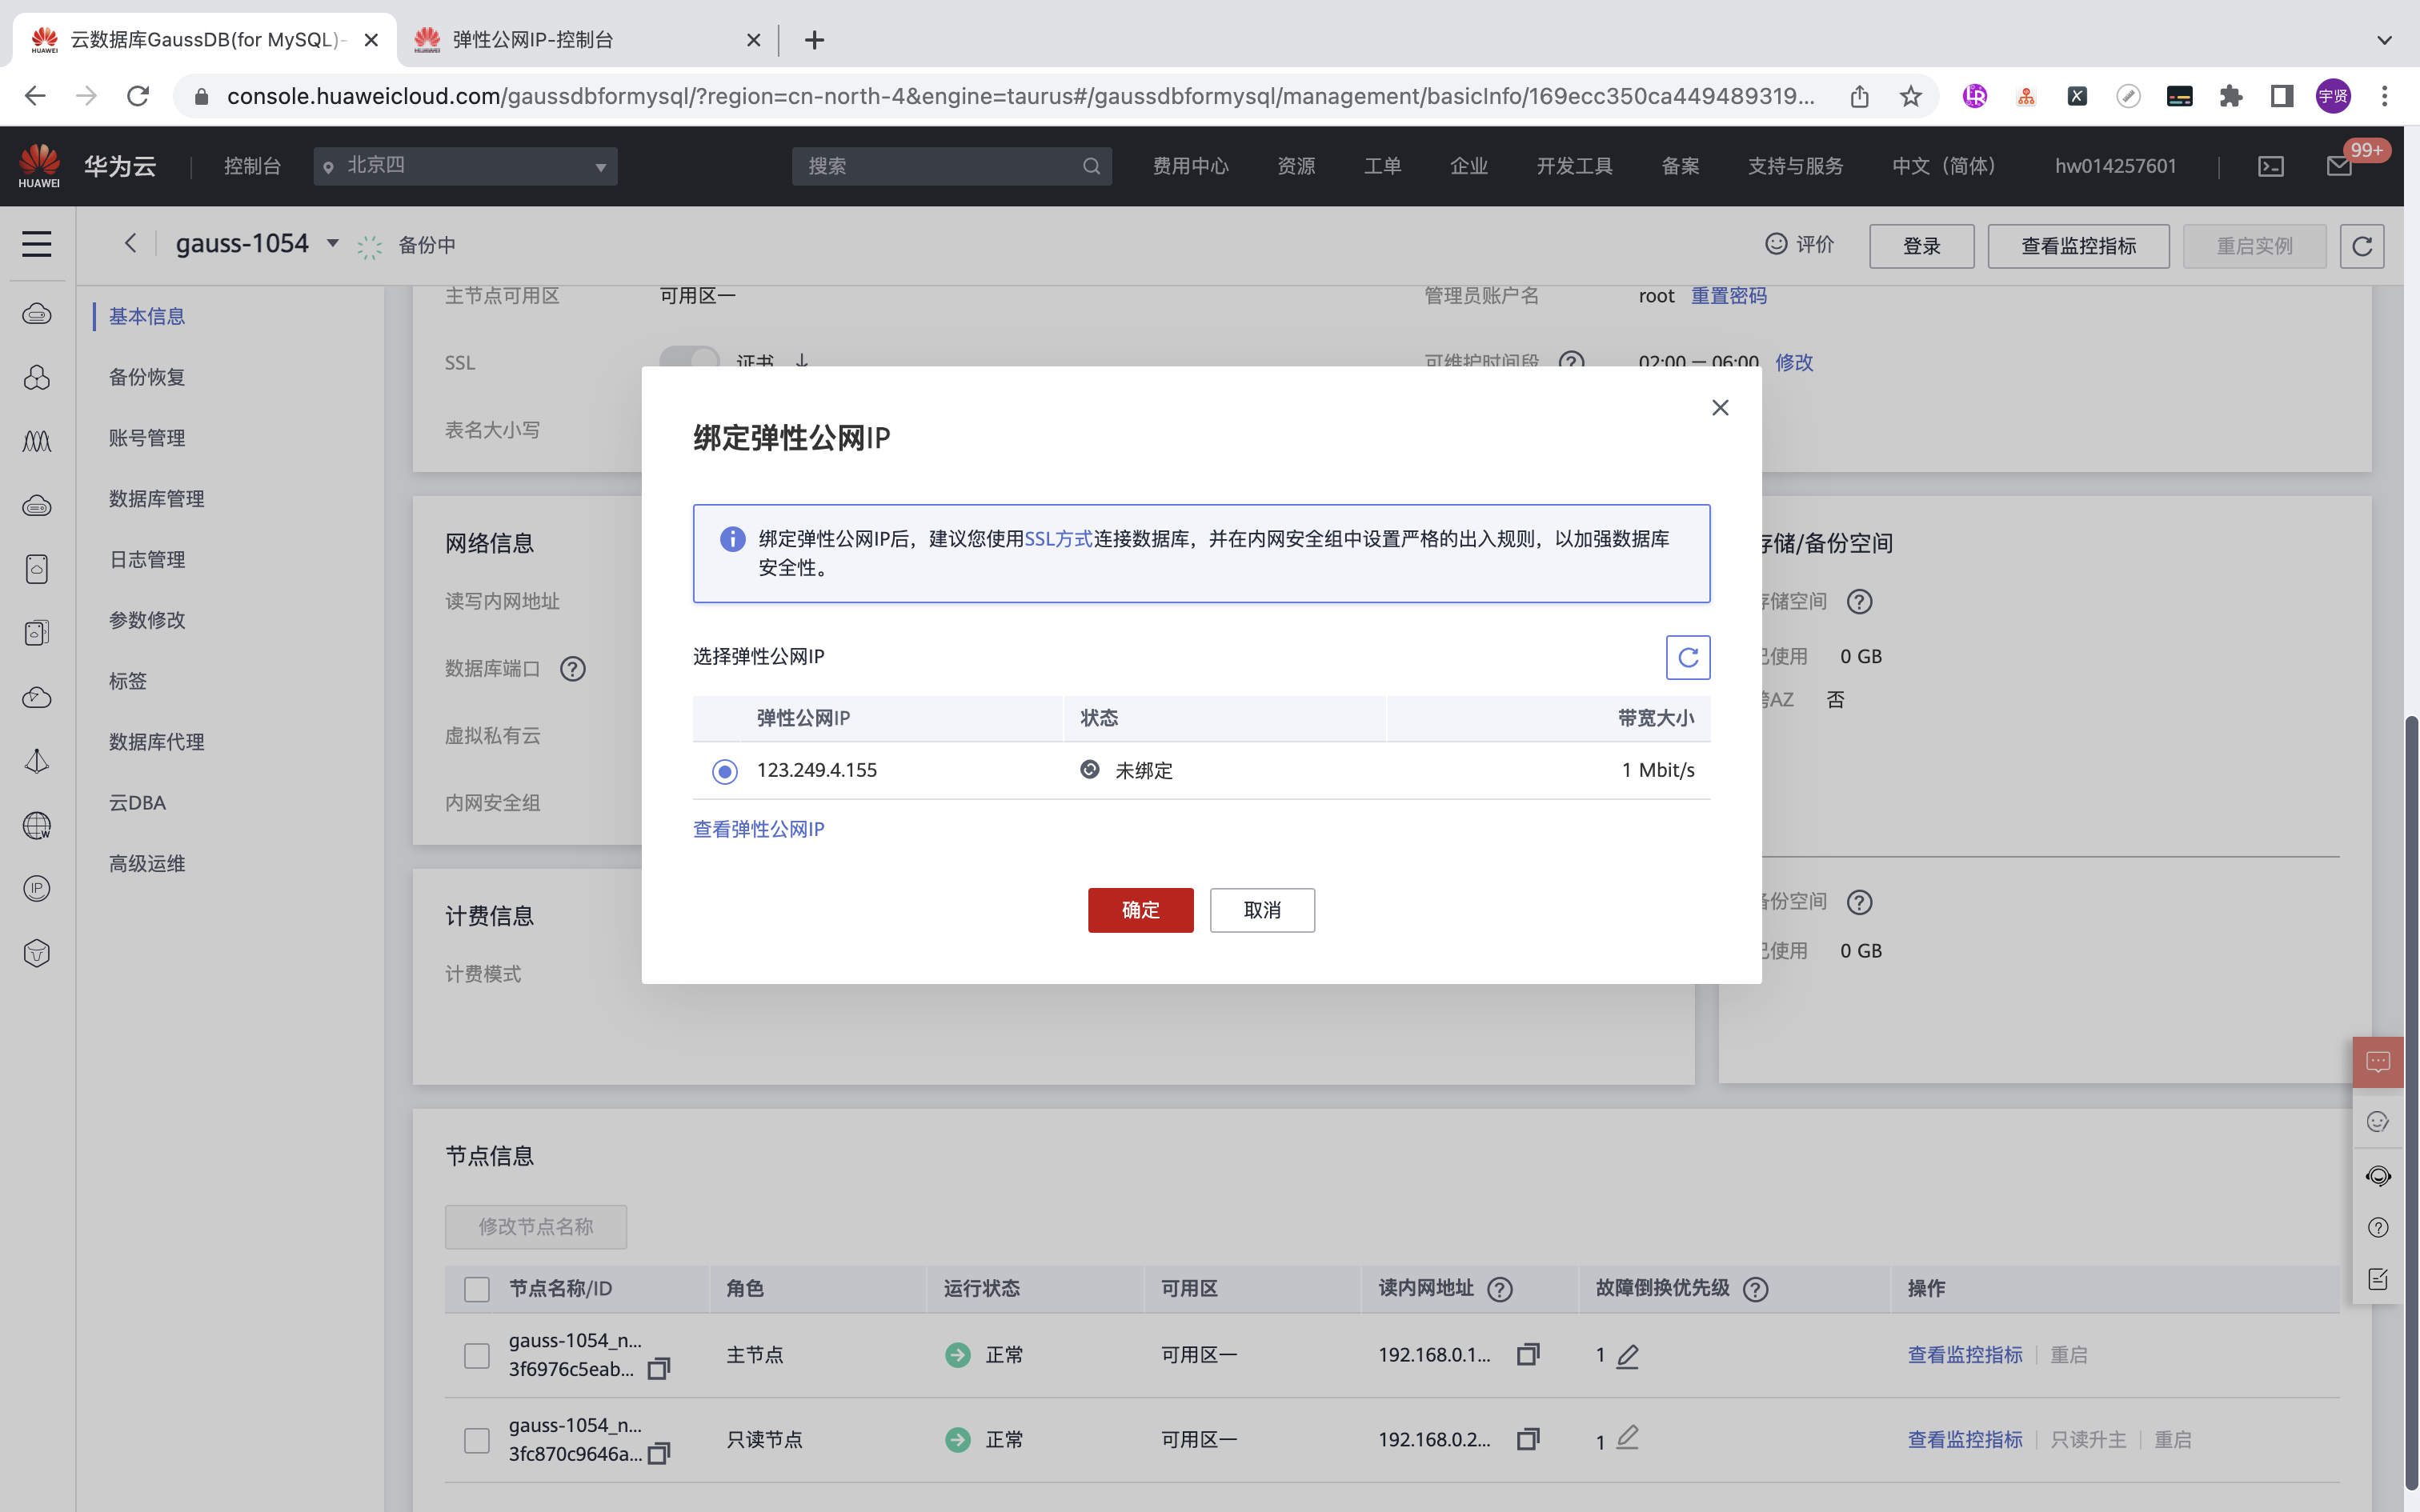 云数据库GaussDB(for MySQL)-
弹性公网IP-控制台
console.huaweicloud.com/gaussdbformysql/?region=cn-north-4&engine=taurus#/gaussdbformysql/management/basicInfo/169ecc350ca449489319...
宇贤
HUAWEI
华为云
控制台
北京四
搜索
费用中心
资源
工单
企业
开发工具
备案
支持与服务
中文（简体）
hw014257601
99+
gauss-1054
备份中
评价
登录
查看监控指标
重启实例
基本信息
备份恢复
账号管理
数据库管理
日志管理
参数修改
标签
数据库代理
云DBA
高级运维
主节点可用区
可用区一
管理员账户名
root 重置密码
SSL
证书
可维护时间段
02:00 — 06:00 修改
表名大小写
网络信息
读写内网地址
数据库端口
虚拟私有云
内网安全组
计费信息
计费模式
绑定弹性公网IP
绑定弹性公网IP后，建议您使用SSL方式连接数据库，并在内网安全组中设置严格的出入规则，以加强数据库
安全性。
选择弹性公网IP
弹性公网IP 状态 带宽大小
123.249.4.155 未绑定 1 Mbit/s
查看弹性公网IP
确定
取消
存储/备份空间
存储空间
已使用 0 GB
跨AZ 否
备份空间
已使用 0 GB
节点信息
修改节点名称
节点名称/ID 角色 运行状态 可用区 读内网地址 故障倒换优先级 操作
gauss-1054_n...
3f6976c5eab...
主节点 正常 可用区一 192.168.0.1... 1 查看监控指标 重启
gauss-1054_n...
3fc870c9646a...
只读节点 正常 可用区一 192.168.0.2... 1 查看监控指标 只读升主 重启